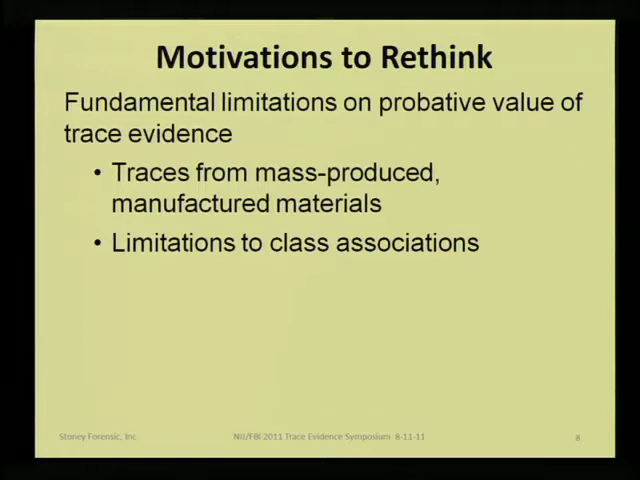 Motivations to Rethink
Fundamental limitations on probative value of
trace evidence
• Traces from mass-produced,
manufactured materials
• Limitations to class associations
Stoney Forensic, Inc.
NIJ/FBI 2011 Trace Evidence Symposium 8-11-11
8